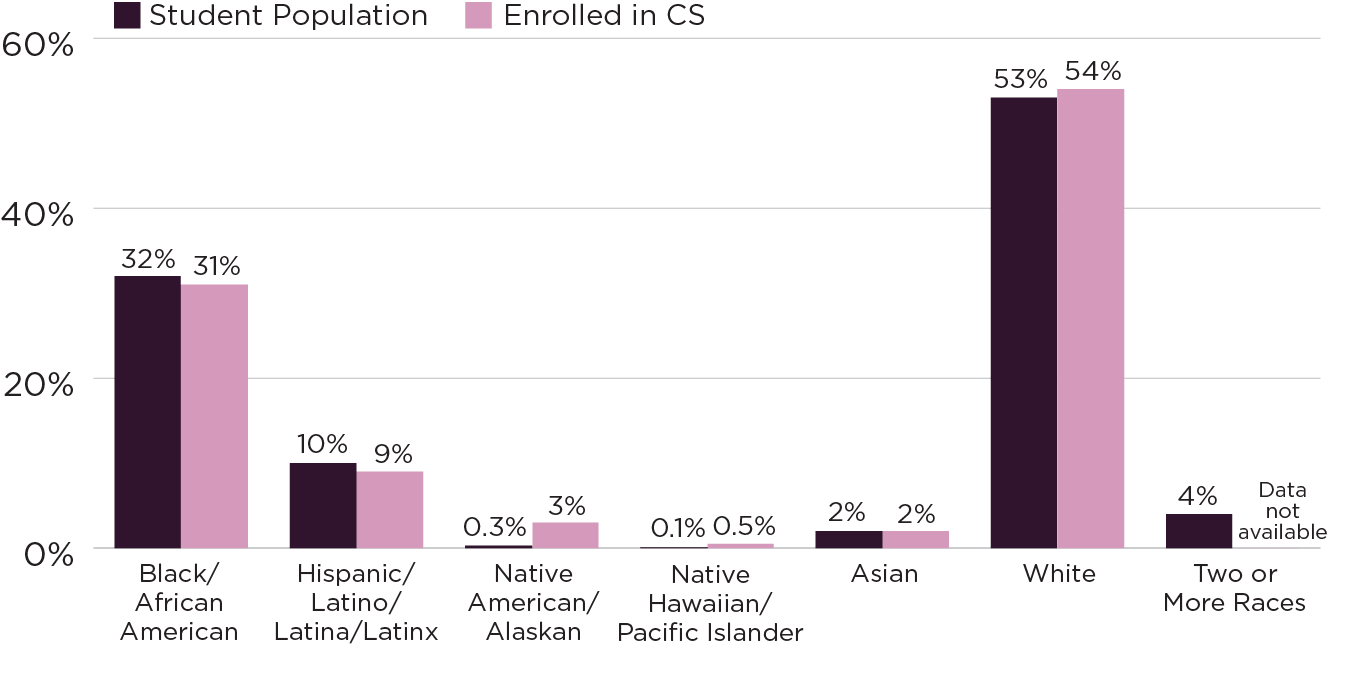 Student Population
Enrolled in CS
60%
40%
20%
0%
32%
31%
10%
9%
0.3%
3%
0.1%
0.5%
2%
2%
53%
54%
4%
Data
not
available
Black/
African
American
Hispanic/
Latino/
Latina/Latinx
Native
American/
Alaskan
Native
Hawaiian/
Pacific Islander
Asian
White
Two or
More Races